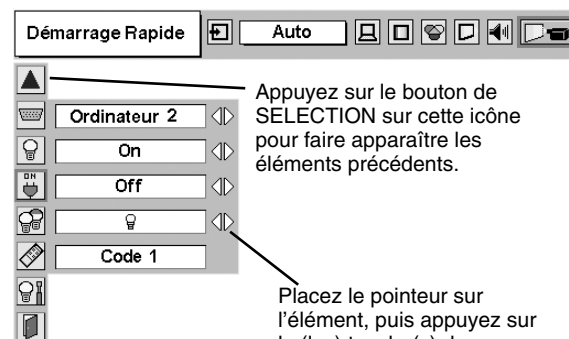 Démarrage Rapide
Auto
Appuyez sur le bouton de
SELECTION sur cette icône
pour faire apparaître les
éléments précédents.
Ordinateur 2
On
ON
Off
Code 1
Placez le pointeur sur
l'élément, puis appuyez sur